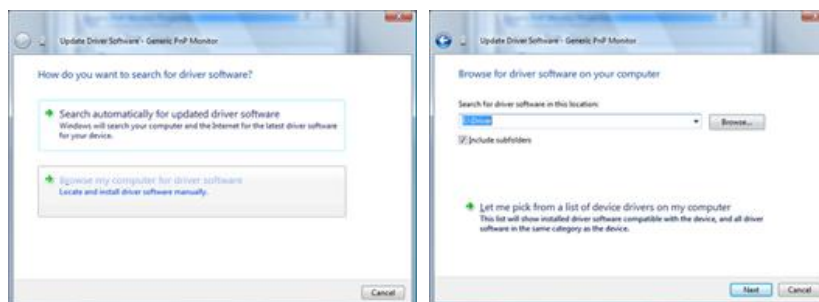 Update Driver Software - Generic PnP Monitor
How do you want to search for driver software?
Search automatically for updated driver software
Windows will search your computer and the Internet for the latest driver software
for your device.
Browse my computer for driver software
Locate and install driver software manually.
Cancel
Update Driver Software - Generic PnP Monitor
Browse for driver software on your computer
Search for driver software in this location:
Browse...
Include subfolders
Let me pick from a list of device drivers on my computer
This list will show installed driver software compatible with the device, and all driver
software in the same category as the device.
Next
Cancel